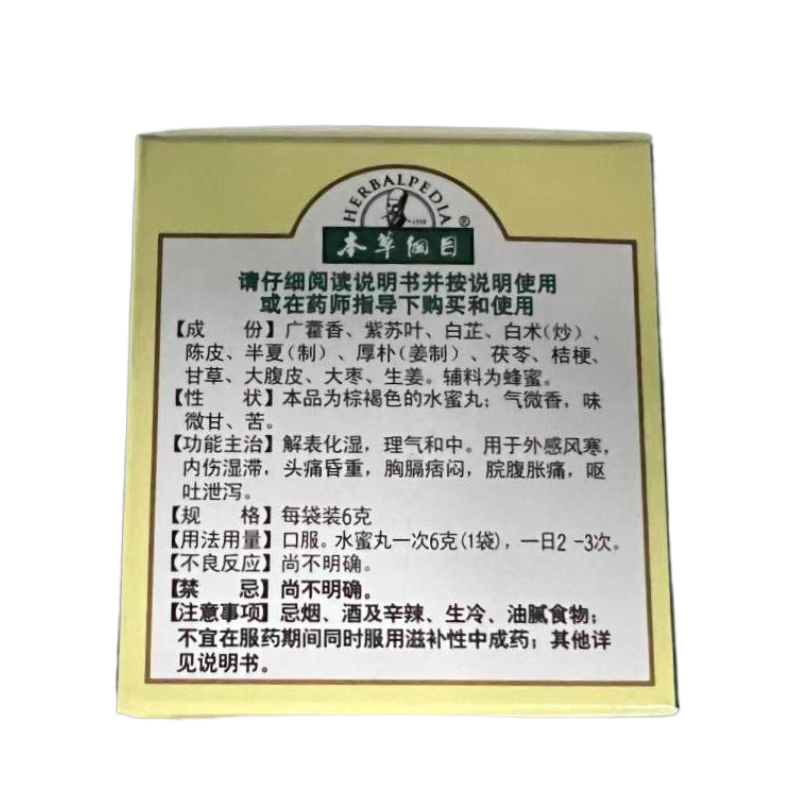 HERBALPEDIA
1518
®
本草纲目
请仔细阅读说明书并按说明使用
或在药师指导下购买和使用
【成 份】广藿香、紫苏叶、白芷、白术(炒)、
陈皮、半夏(制)、厚朴(姜制)、茯苓、桔梗、
甘草、大腹皮、大枣、生姜。辅料为蜂蜜。
【性 状】本品为棕褐色的水蜜丸；气微香，味
微甘、苦。
【功能主治】解表化湿，理气和中。用于外感风寒，
内伤湿滞，头痛昏重，胸膈痞闷，脘腹胀痛，呕
吐泄泻。
【规 格】每袋装6克
【用法用量】口服。水蜜丸一次6克(1袋)，一日2-3次。
【不良反应】尚不明确。
【禁 忌】尚不明确。
【注意事项】忌烟、酒及辛辣、生冷、油腻食物；
不宜在服药期间同时服用滋补性中成药；其他详
见说明书。